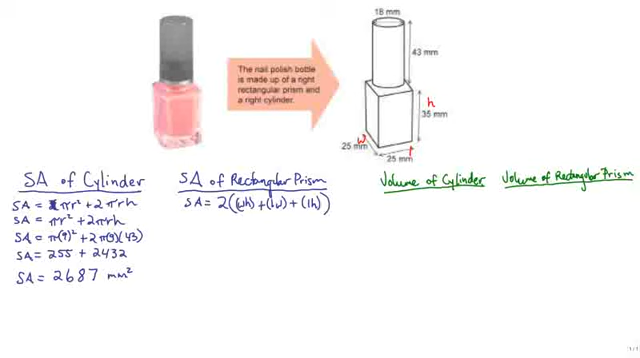 18 mm
The nail polish bottle
is made up of a right
rectangular prism and
a right cylinder.
43 mm
h
35 mm
w
25 mm
l
25 mm
SA of Cylinder
SA = πr² + 2πrh
SA = πr² + 2πrh
SA = π(9)² + 2π(9)(43)
SA = 255 + 2432
SA = 2687 mm²
SA of Rectangular Prism
SA = 2((wh) + (lw) + (lh))
Volume of Cylinder
Volume of Rectangular Prism